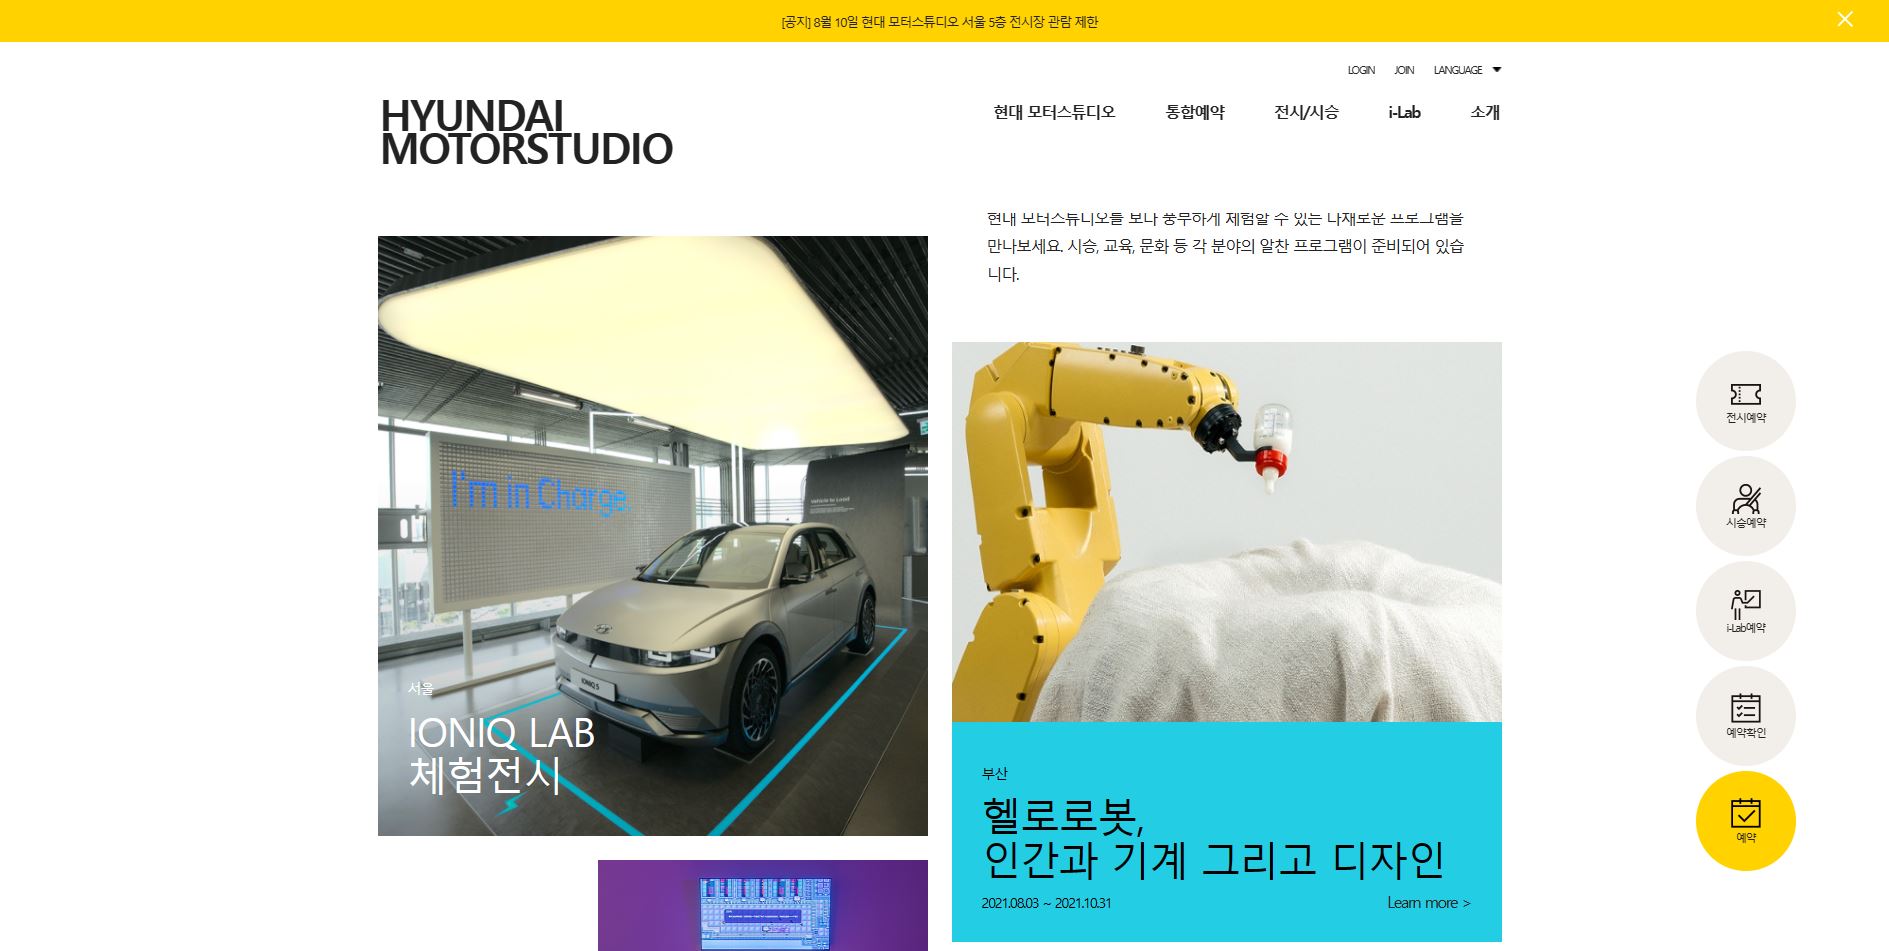 [공지] 8월 10일 현대 모터스튜디오 서울 5층 전시장 관람 제한
LOGIN JOIN LANGUAGE
HYUNDAI
MOTORSTUDIO
현대 모터스튜디오 통합예약 전시/시승 i-Lab 소개
현대 모터스튜디오를 보다 풍부하게 체험할 수 있는 다채로운 프로그램을
만나보세요. 시승, 교육, 문화 등 각 분야의 알찬 프로그램이 준비되어 있습
니다.
I'm in Charge.
Vehicle to Load
IONIQ 5
서울
IONIQ LAB
체험전시
부산
헬로로봇,
인간과 기계 그리고 디자인
2021.08.03 ~ 2021.10.31
Learn more >
전시예약
시승예약
i-Lab예약
예약확인
예약